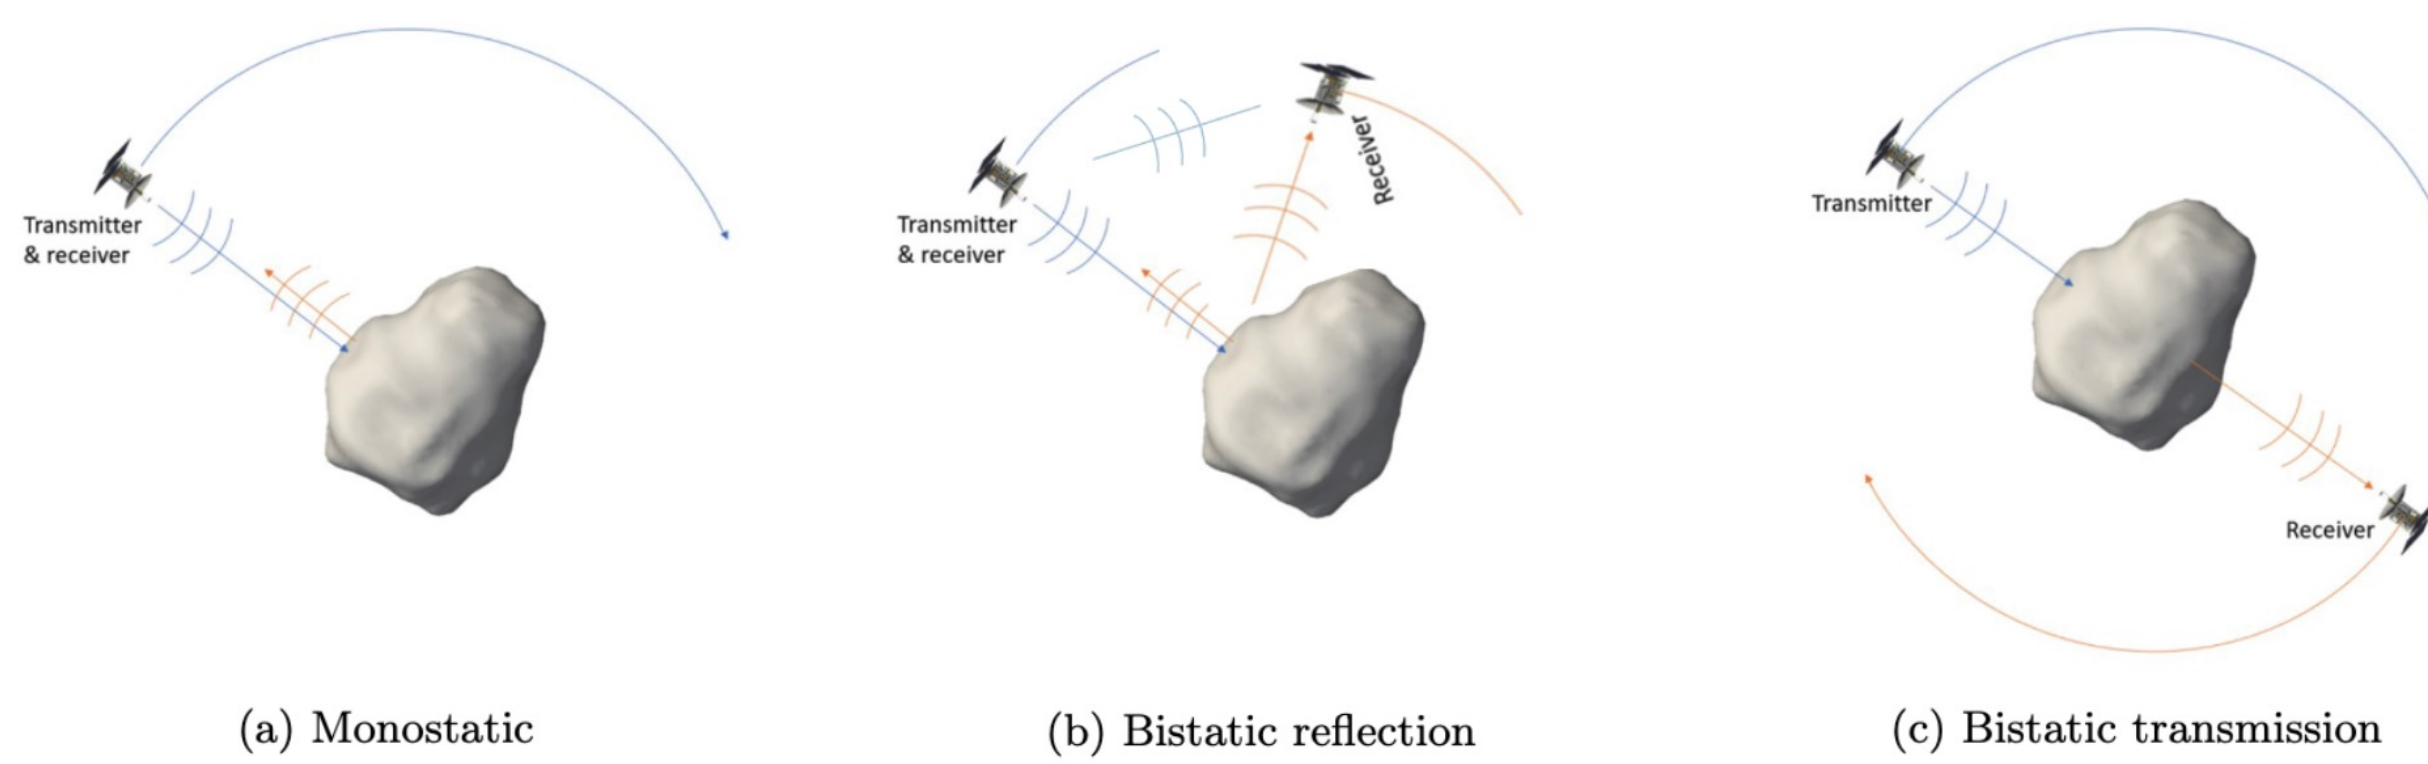 Transmitter
& receiver
(a) Monostatic
Transmitter
& receiver
Receiver
(b) Bistatic reflection
Transmitter
Receiver
(c) Bistatic transmission